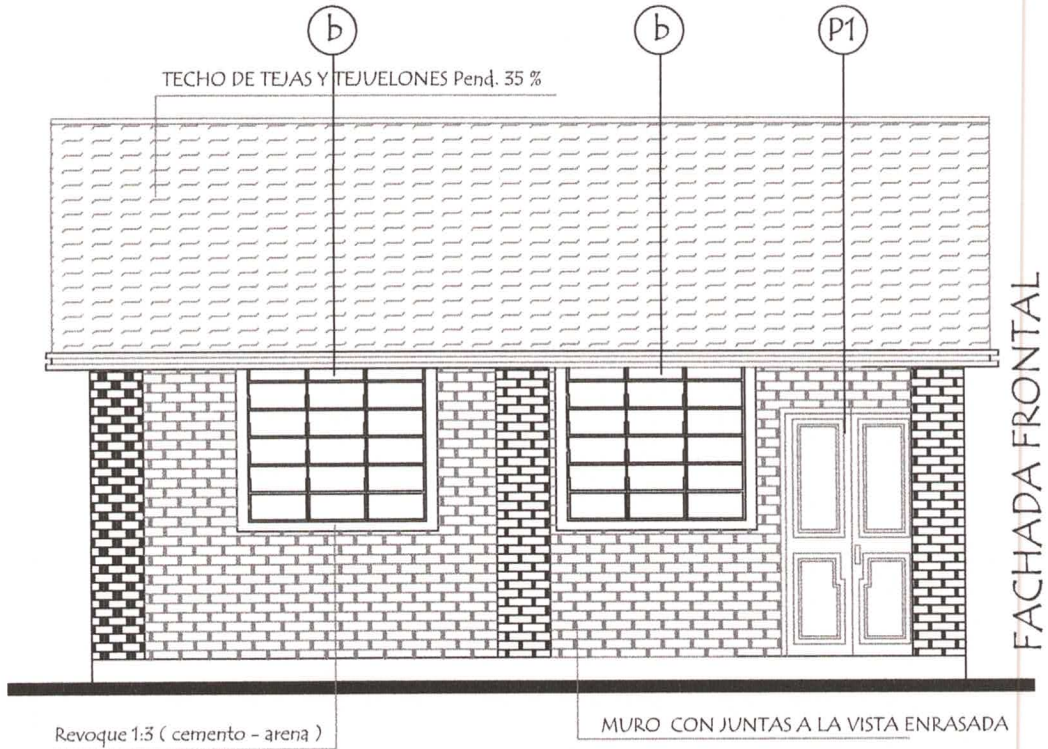 b
b
P1
TECHO DE TEJAS Y TEJUELONES Pend. 35 %
FACHADA FRONTAL
Revoque 1:3 ( cemento - arena )
MURO CON JUNTAS A LA VISTA ENRASADA